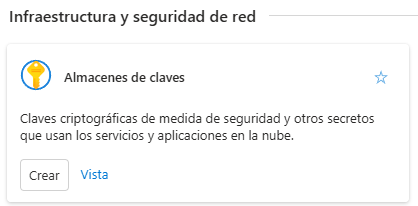 Infraestructura y seguridad de red
Almacenes de claves
Claves criptográficas de medida de seguridad y otros secretos
que usan los servicios y aplicaciones en la nube.
Crear
Vista